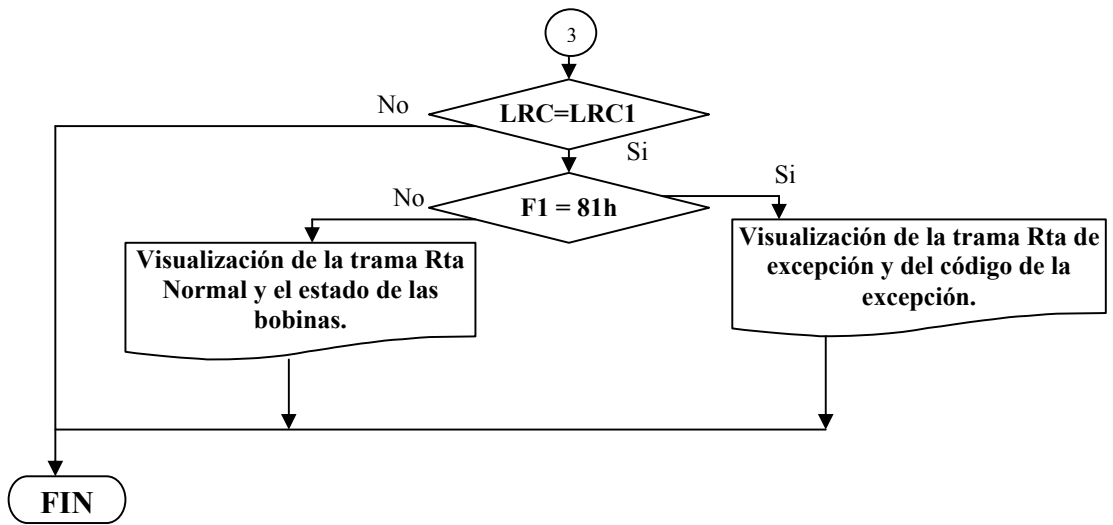 3
No
LRC=LRC1
Si
No
F1 = 81h
Si
Visualización de la trama Rta
Normal y el estado de las
bobinas.
Visualización de la trama Rta de
excepción y del código de la
excepción.
FIN